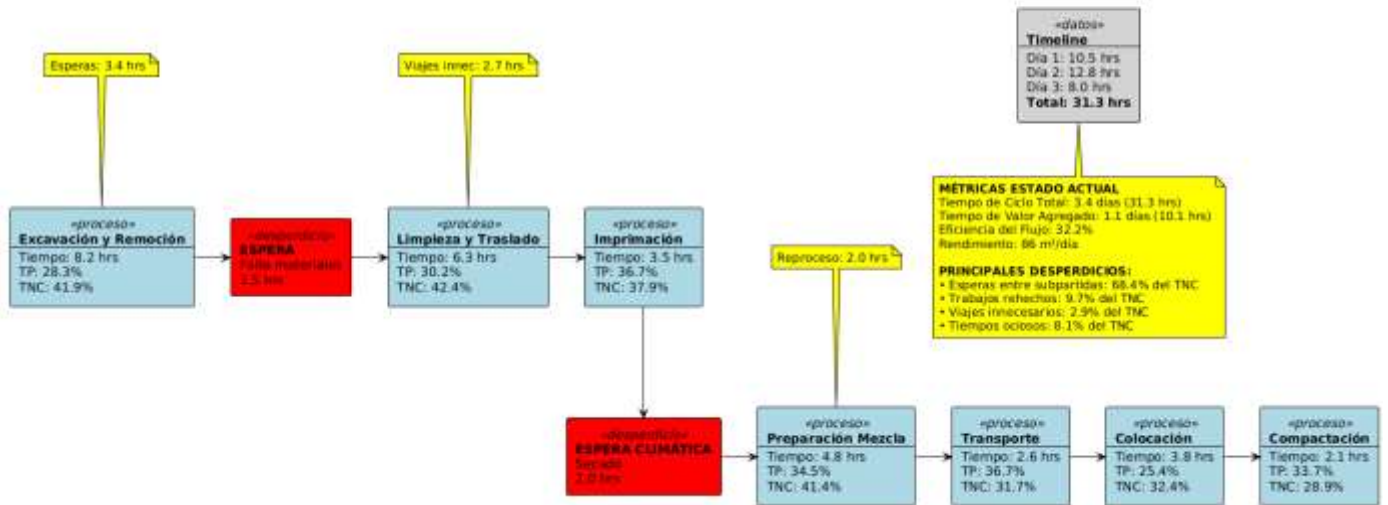 «datos»
Timeline
Día 1: 10.5 hrs
Día 2: 12.8 hrs
Día 3: 8.0 hrs
Total: 31.3 hrs
Esperas: 3.4 hrs
Viajes innec: 2.7 hrs
MÉTRICAS ESTADO ACTUAL
Tiempo de Ciclo Total: 3.4 días (31.3 hrs)
Tiempo de Valor Agregado: 1.1 días (10.1 hrs)
Eficiencia del Flujo: 32.2%
Rendimiento: 86 m²/día
PRINCIPALES DESPERDICIOS:
• Esperas entre subpartidas: 68.4% del TNC
• Trabajos rehechos: 9.7% del TNC
• Viajes innecesarios: 2.9% del TNC
• Tiempos ociosos: 8.1% del TNC
«proceso»
Excavación y Remoción
Tiempo: 8.2 hrs
TP: 28.3%
TNC: 41.9%
«desperdicio»
ESPERA
materiales
hrs
«proceso»
Limpieza y Traslado
Tiempo: 6.3 hrs
TP: 30.2%
TNC: 42.4%
«proceso»
Imprimación
Tiempo: 3.5 hrs
TP: 36.7%
TNC: 37.9%
Reproceso: 2.0 hrs
«desperdicio»
ESPERA CLIMÁTICA
Secado
2.0 hrs
«proceso»
Preparación Mezcla
Tiempo: 4.8 hrs
TP: 34.5%
TNC: 41.4%
«proceso»
Transporte
Tiempo: 2.6 hrs
TP: 36.7%
TNC: 31.7%
«proceso»
Colocación
Tiempo: 3.8 hrs
TP: 25.4%
TNC: 32.4%
«proceso»
Compactación
Tiempo: 2.1 hrs
TP: 33.7%
TNC: 28.9%